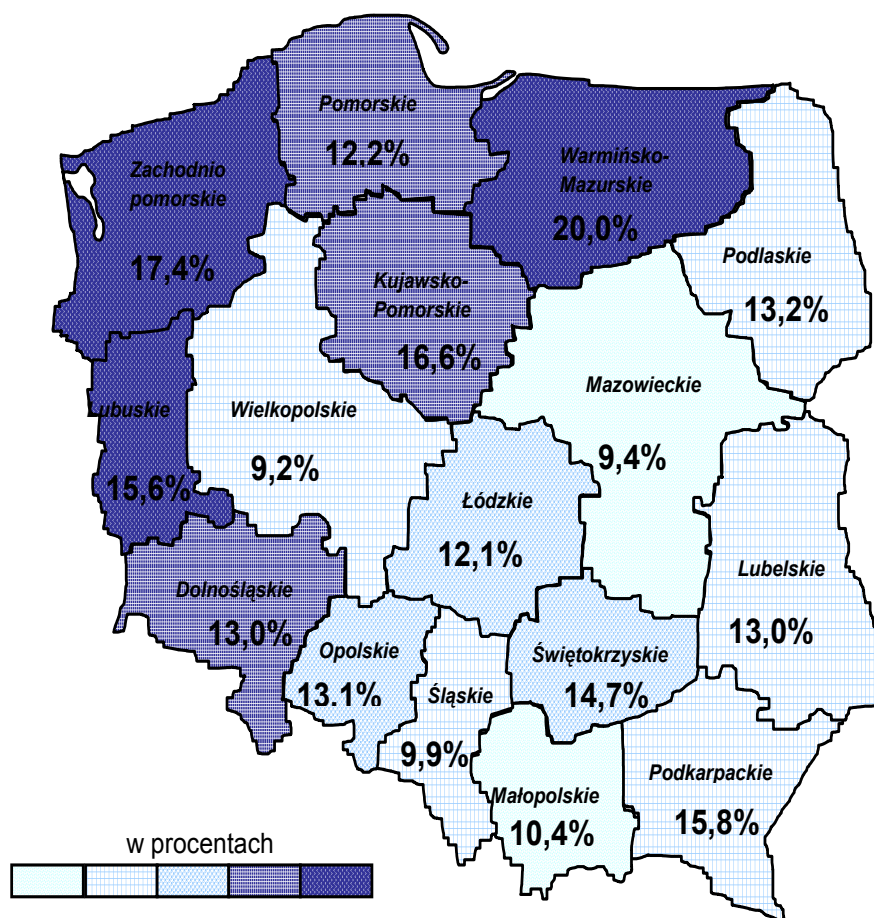 Pomorskie
12,2%
Warmińsko-
Mazurskie
20,0%
Zachodnio
pomorskie
17,4%
Podlaskie
13,2%
Kujawsko-
Pomorskie
16,6%
Mazowieckie
9,4%
Lubuskie
15,6%
Wielkopolskie
9,2%
Łódzkie
12,1%
Lubelskie
13,0%
Dolnośląskie
13,0%
Opolskie
13,1%
Śląskie
9,9%
Świętokrzyskie
14,7%
Małopolskie
10,4%
Podkarpackie
15,8%
w procentach